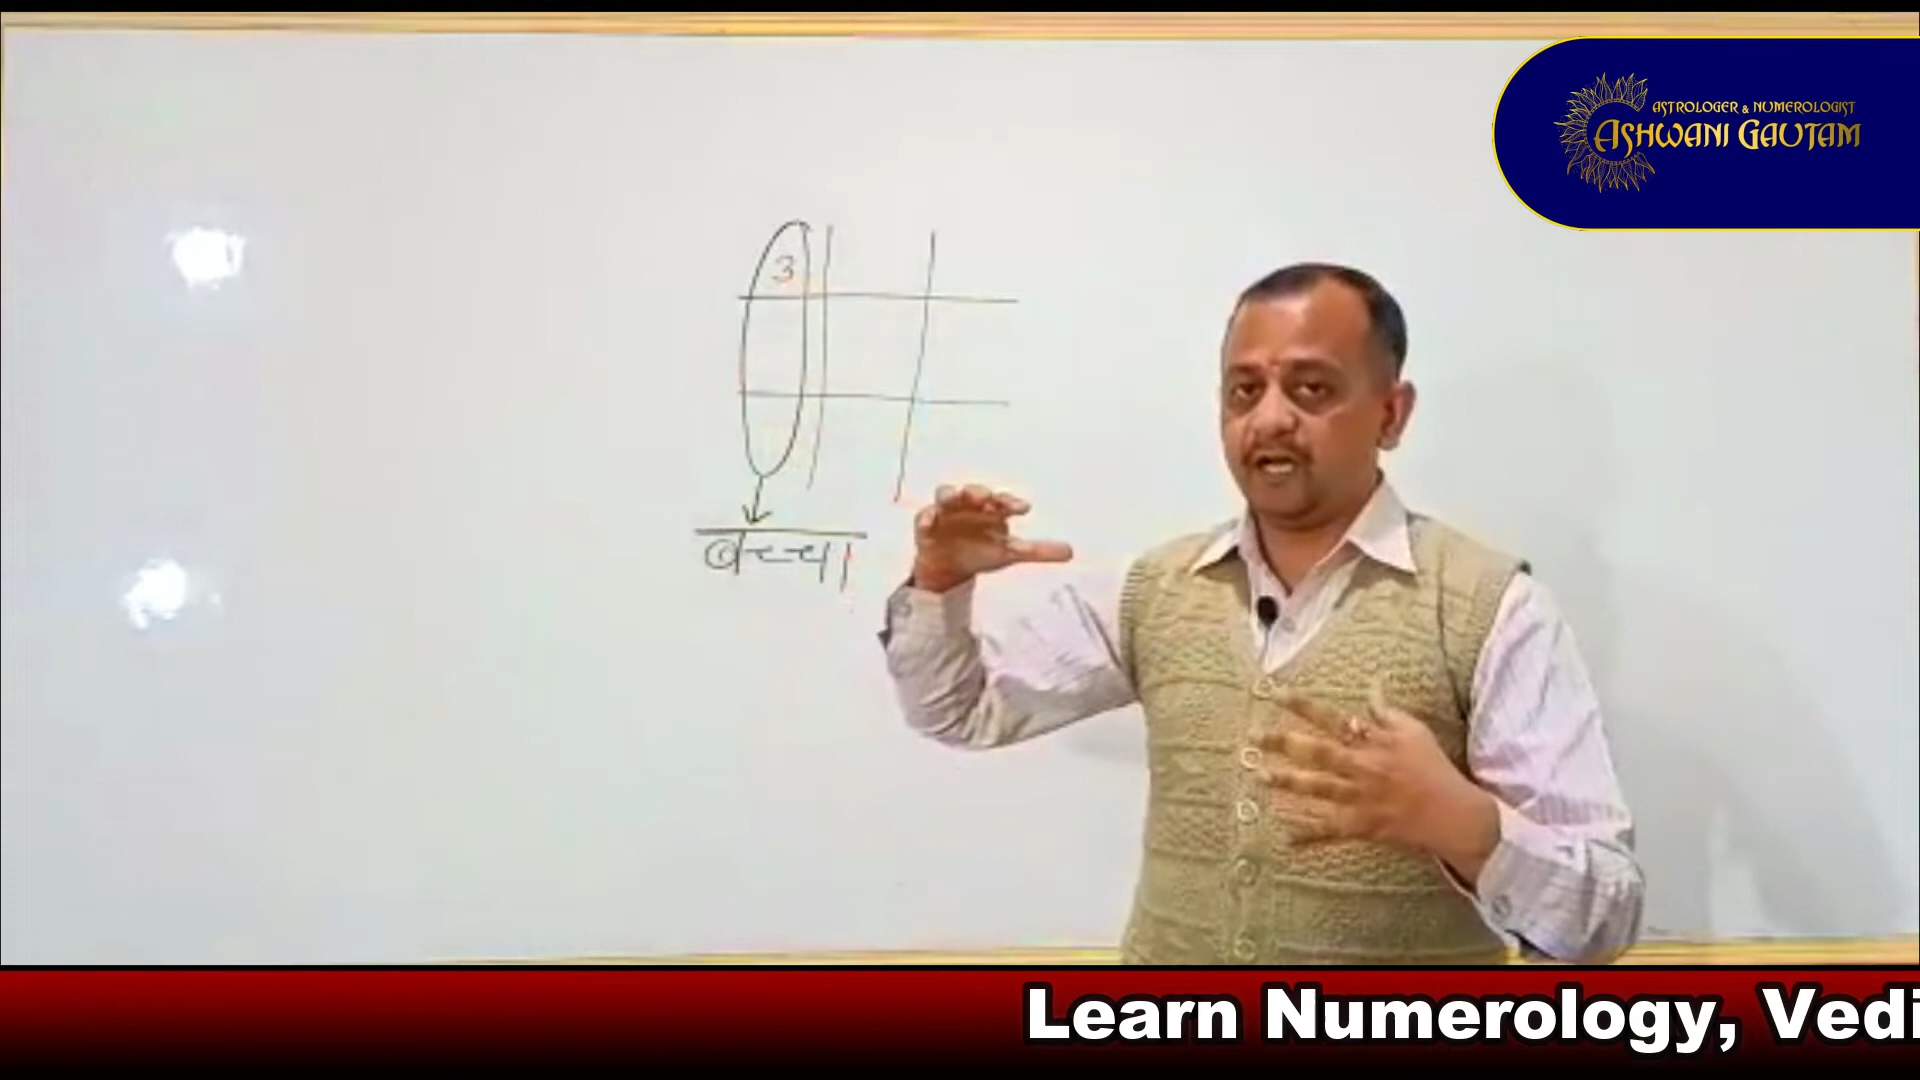 ASTROLOGER & NUMEROLOGIST
ASHWANI GAUTAM
3
बच्चा
Learn Numerology, Vedi